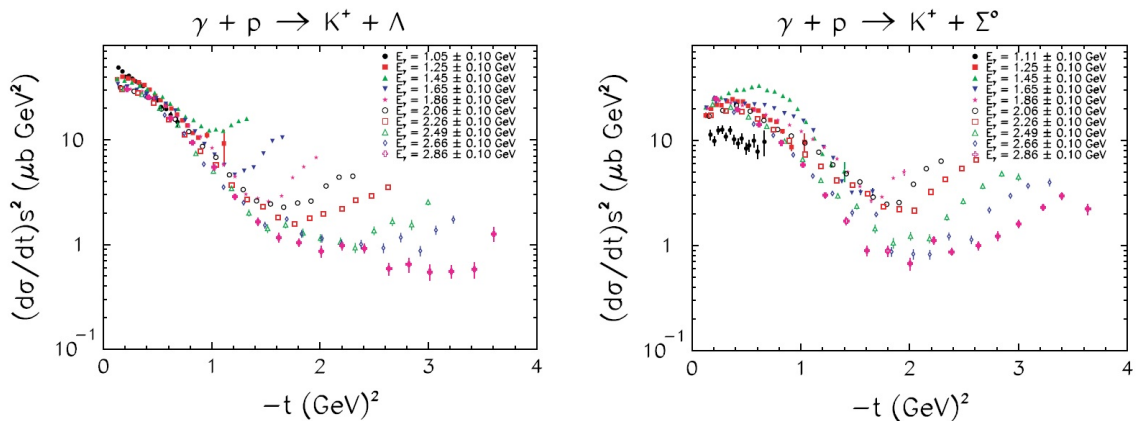 γ + p → K⁺ + Λ
(dσ/dt)s² (μb GeV²)
10
1
10⁻¹
E_γ = 1.05 ± 0.10 GeV
E_γ = 1.25 ± 0.10 GeV
E_γ = 1.45 ± 0.10 GeV
E_γ = 1.65 ± 0.10 GeV
E_γ = 1.86 ± 0.10 GeV
E_γ = 2.06 ± 0.10 GeV
E_γ = 2.26 ± 0.10 GeV
E_γ = 2.49 ± 0.10 GeV
E_γ = 2.66 ± 0.10 GeV
E_γ = 2.86 ± 0.10 GeV
0 1 2 3 4
−t (GeV)²
γ + p → K⁺ + Σ⁰
(dσ/dt)s² (μb GeV²)
10
1
10⁻¹
E_γ = 1.11 ± 0.10 GeV
E_γ = 1.25 ± 0.10 GeV
E_γ = 1.45 ± 0.10 GeV
E_γ = 1.65 ± 0.10 GeV
E_γ = 1.86 ± 0.10 GeV
E_γ = 2.06 ± 0.10 GeV
E_γ = 2.26 ± 0.10 GeV
E_γ = 2.49 ± 0.10 GeV
E_γ = 2.66 ± 0.10 GeV
E_γ = 2.86 ± 0.10 GeV
0 1 2 3 4
−t (GeV)²